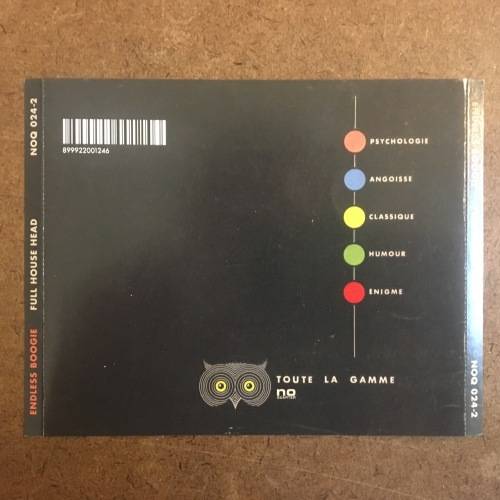 ENDLESS BOOGIE FULL HOUSE HEAD NOQ 024-2
899922001246
PSYCHOLOGIE
ANGOISSE
CLASSIQUE
HUMOUR
ENIGME
TOUTE LA GAMME
no
QUARTER
NOQ 024-2